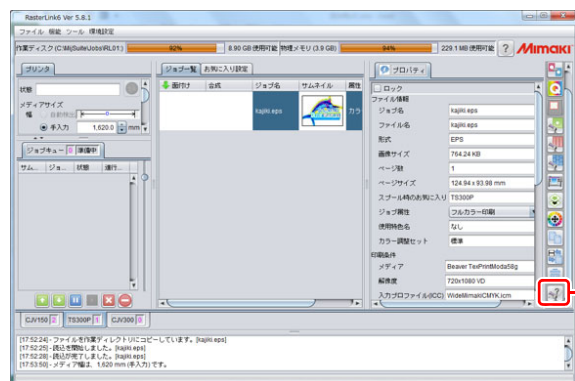 RasterLink6 Ver 5.8.1
ファイル 機能 ツール 環境設定
作業ディスク (C:\MijSuite\Jobs\RL01:) 92% 8.90 GB 使用可能 物理メモリ (3.9 GB) 94% 229.1 MB 使用可能 ? Mimaki
プリンタ
状態
メディアサイズ
幅 自動検出
手入力 1,620.0 mm
ジョブキュー 0 準備中
サム... ジョ... 状態 進行...
ジョブ一覧 お気に入り設定
面付け 合成 ジョブ名 サムネイル 属性
kajiki.eps カラ
プロパティ
ロック
ファイル情報
ジョブ名 kajiki.eps
ファイル名 kajiki.eps
形式 EPS
画像サイズ 764.24 KB
ページ数 1
ページサイズ 124.94 x 93.98 mm
スプール時のお気に入り TS300P
ジョブ属性 フルカラー印刷
使用特色名 なし
カラー調整セット 標準
印刷条件
メディア Beaver TexPrintModa58g
解像度 720x1080 VD
入力プロファイル(ICC) WideMimakiCMYK.icm
CJV150 2 TS300P 1 CJV300 0
[17:52:24] - ファイルを作業ディレクトリにコピーしています。[kajiki.eps]
[17:52:25] - 読込を開始しました。[kajiki.eps]
[17:52:28] - 読込が完了しました。[kajiki.eps]
[17:53:50] - メディア幅は、1,620 mm (手入力) です。